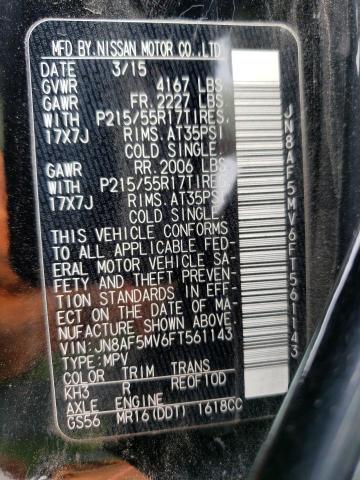 MFD BY NISSAN MOTOR CO., LTD.
DATE 3/15
GVWR 4167 LBS
GAWR FR. 2227 LBS.
WITH P215/55R17TIRES,
17X7J RIMS. AT35PSI
COLD SINGLE.
GAWR RR. 2006 LBS.
WITH P215/55R17TIRES,
17X7J RIMS. AT35PSI
COLD SINGLE.
THIS VEHICLE CONFORMS
TO ALL APPLICABLE FED-
ERAL MOTOR VEHICLE SA-
FETY AND THEFT PREVEN-
TION STANDARDS IN EFF-
ECT ON THE DATE OF MA-
NUFACTURE SHOWN ABOVE.
VIN: JN8AF5MV6FT561143
TYPE: MPV
COLOR TRIM TRANS
KH3 R RE0F10D
AXLE ENGINE
GS56 MR16(DDT) 1618CC
JN8AF5MV6FT561143